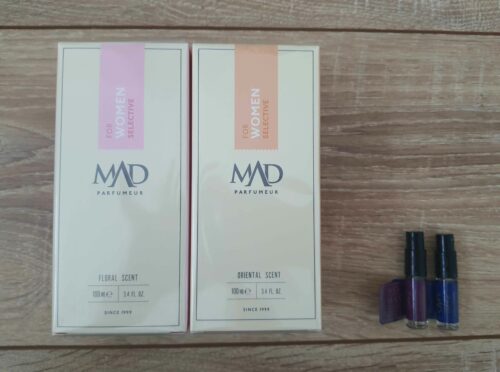 FOR
WOMEN
SELECTIVE
MAD
PARFUMEUR
FLORAL SCENT
100 ML ℮ 3.4 FL. OZ.
SINCE 1999
FOR
WOMEN
SELECTIVE
MAD
PARFUMEUR
ORIENTAL SCENT
100 ML ℮ 3.4 FL. OZ.
SINCE 1999